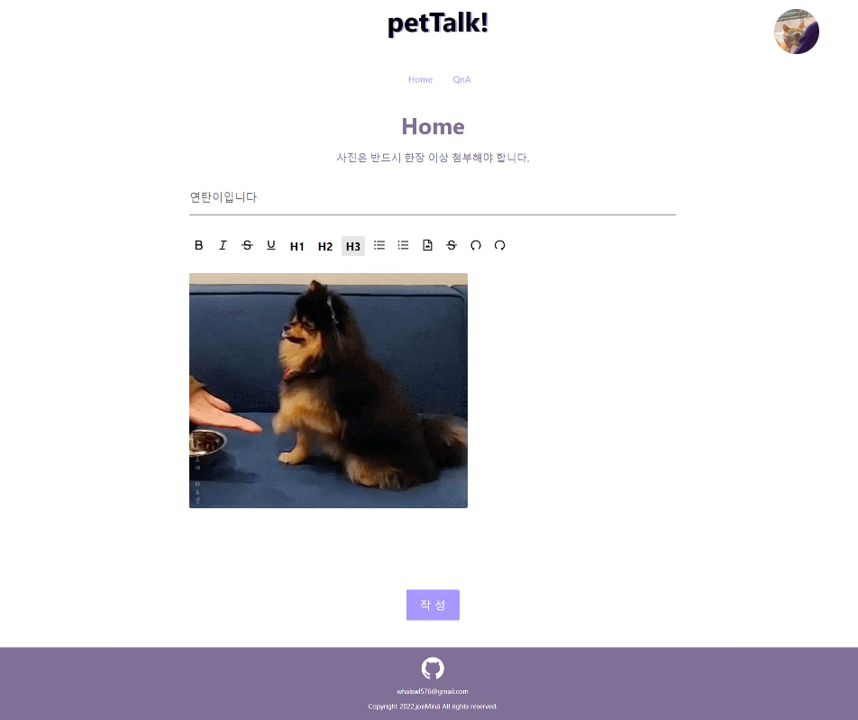 petTalk!
Home QnA
Home
사진은 반드시 한장 이상 첨부해야 합니다.
연탄이입니다
B I S U H1 H2 H3 S
작 성
whalswl576@gmail.com
Copyright 2022.joeMinJi All rights reserved.